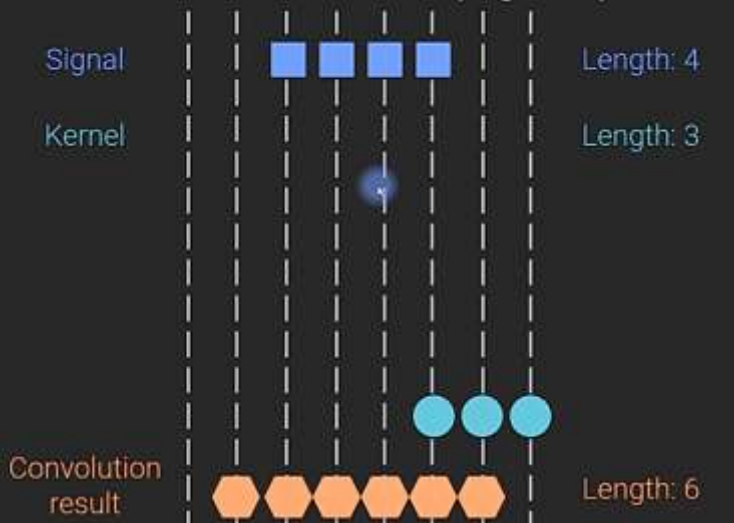 Signal
Length: 4
Kernel
Length: 3
Convolution
result
Length: 6